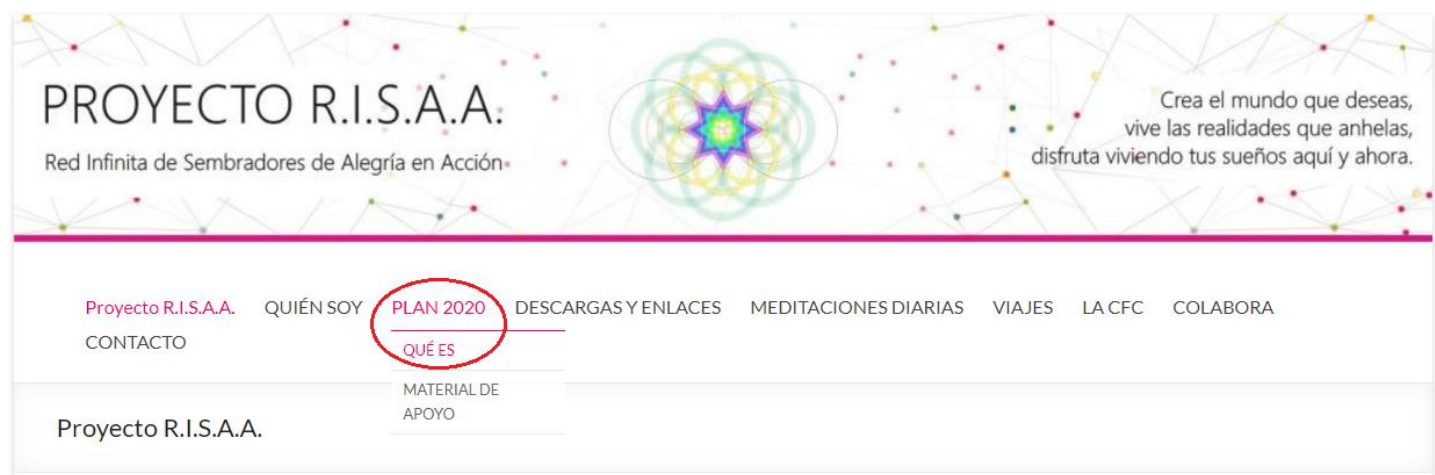 PROYECTO R.I.S.A.A.
Red Infinita de Sembradores de Alegría en Acción
Crea el mundo que deseas,
vive las realidades que anhelas,
disfruta viviendo tus sueños aquí y ahora.
Proyecto R.I.S.A.A. QUIÉN SOY PLAN 2020 DESCARGAS Y ENLACES MEDITACIONES DIARIAS VIAJES LA CFC COLABORA
CONTACTO
QUÉ ES
MATERIAL DE
APOYO
Proyecto R.I.S.A.A.